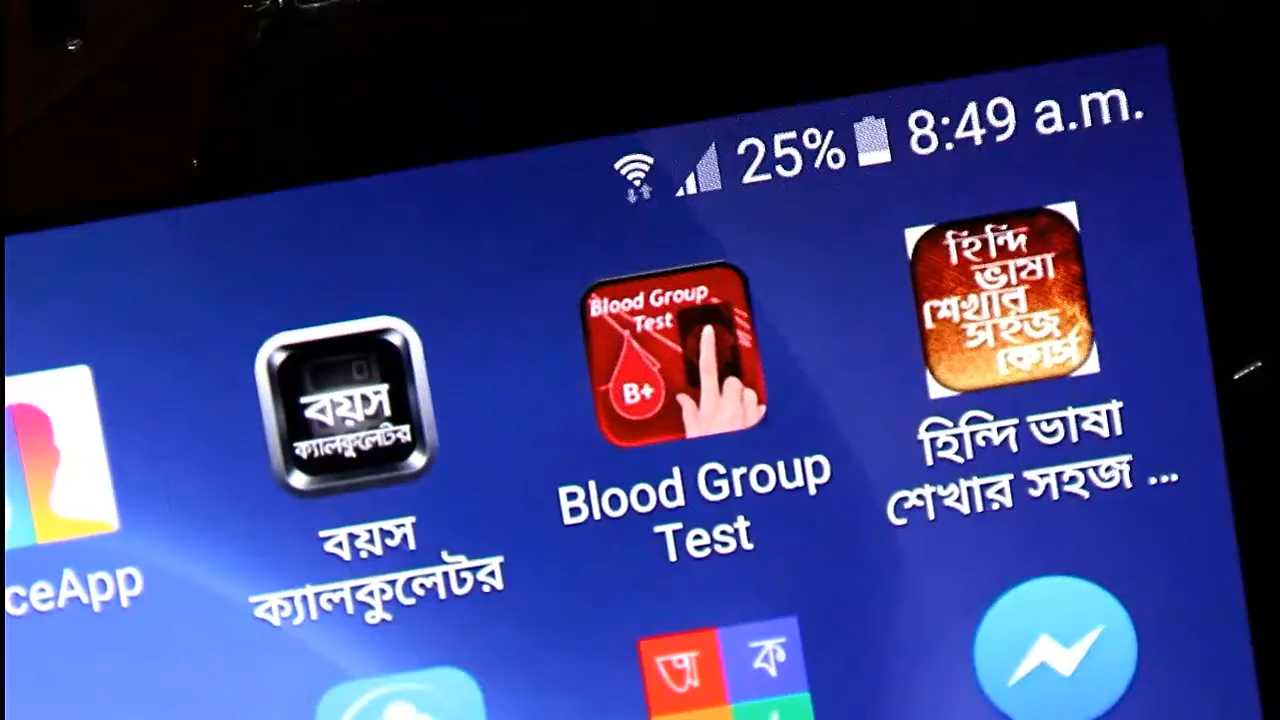 25% 8:49 a.m.
হিন্দি
ভাষা
শেখার
সহজ
কোর্স
হিন্দি ভাষা
শেখার সহজ ...
Blood Group
Test
B+
Blood Group
Test
বয়স
ক্যালকুলেটর
বয়স
ক্যালকুলেটর
ceApp
অ ক